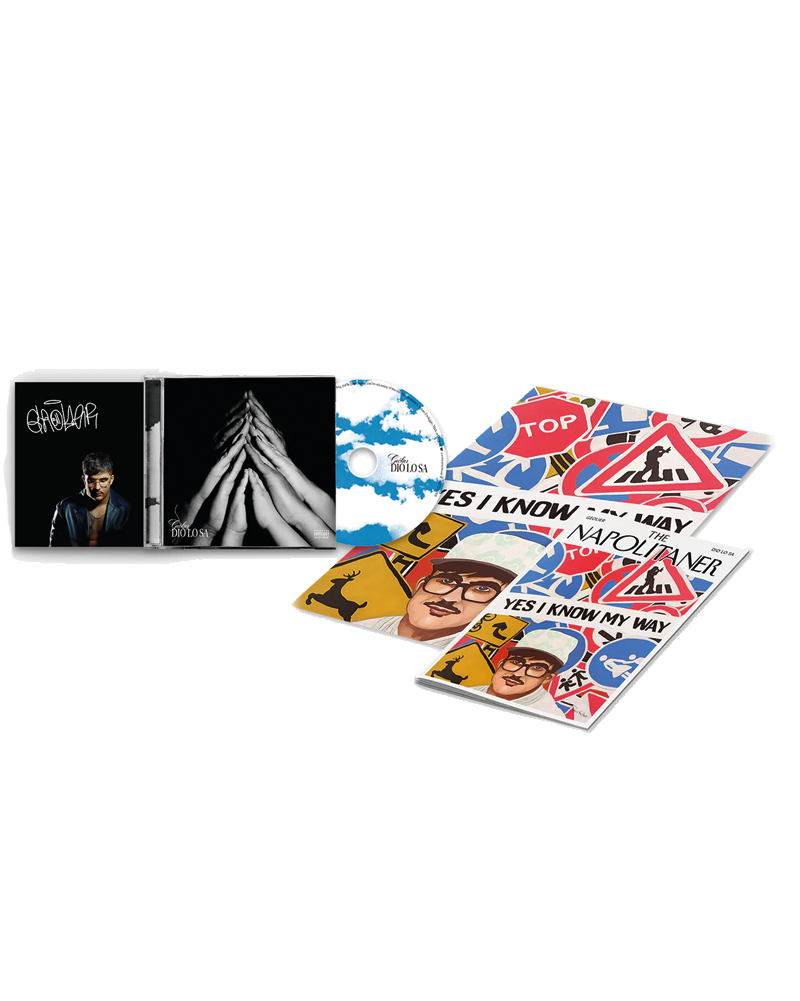 Geolier
DIO LO SA
Geolier
DIO LO SA
TOP
YES I KNOW MY WAY
GEOLIER
THE
NAPOLITANER
DIO LO SA
TOP
YES I KNOW MY WAY